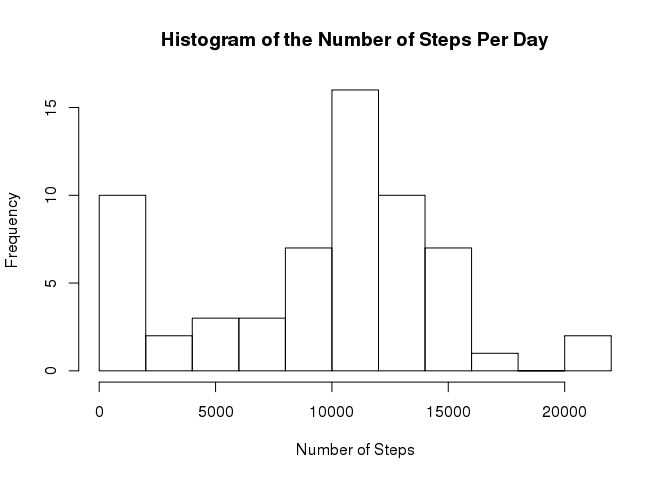 Histogram of the Number of Steps Per Day
Frequency
15
10
5
0
0 5000 10000 15000 20000
Number of Steps